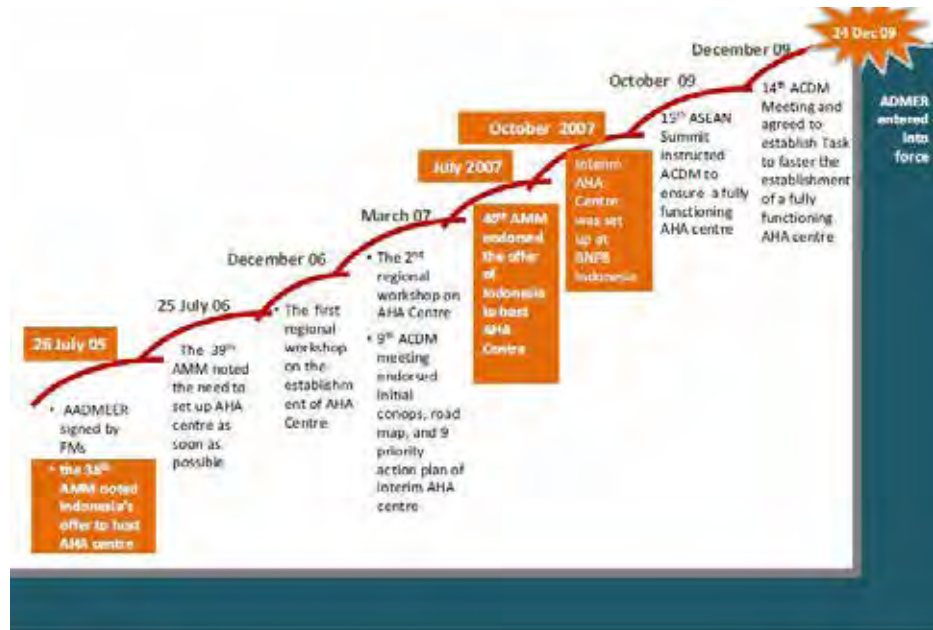 26 July 05
• AADMEER
signed by
FMs
• the 38th
AMM noted
Indonesia's
offer to host
AHA centre
25 July 06
The 39th
AMM noted
the need to
set up AHA
centre as
soon as
possible
December 06
• The first
regional
workshop
on the
establishm
ent of AHA
Centre
March 07
• The 2nd
regional
workshop on
AHA Centre
• 9th ACDM
meeting
endorsed
initial
conops, road
map, and 9
priority
action plan of
interim AHA
centre
July 2007
40th AMM
endorsed
the offer
of
Indonesia
to host
AHA
Centre
October 2007
Interim
AHA
Centre
was set
up at
BNPB
Indonesia
October 09
15th ASEAN
Summit
instructed
ACDM to
ensure a fully
functioning
AHA centre
December 09
14th ACDM
Meeting and
agreed to
establish Task
to faster the
establishment
of a fully
functioning
AHA centre
24 Dec 09
ADMER
entered
into
force